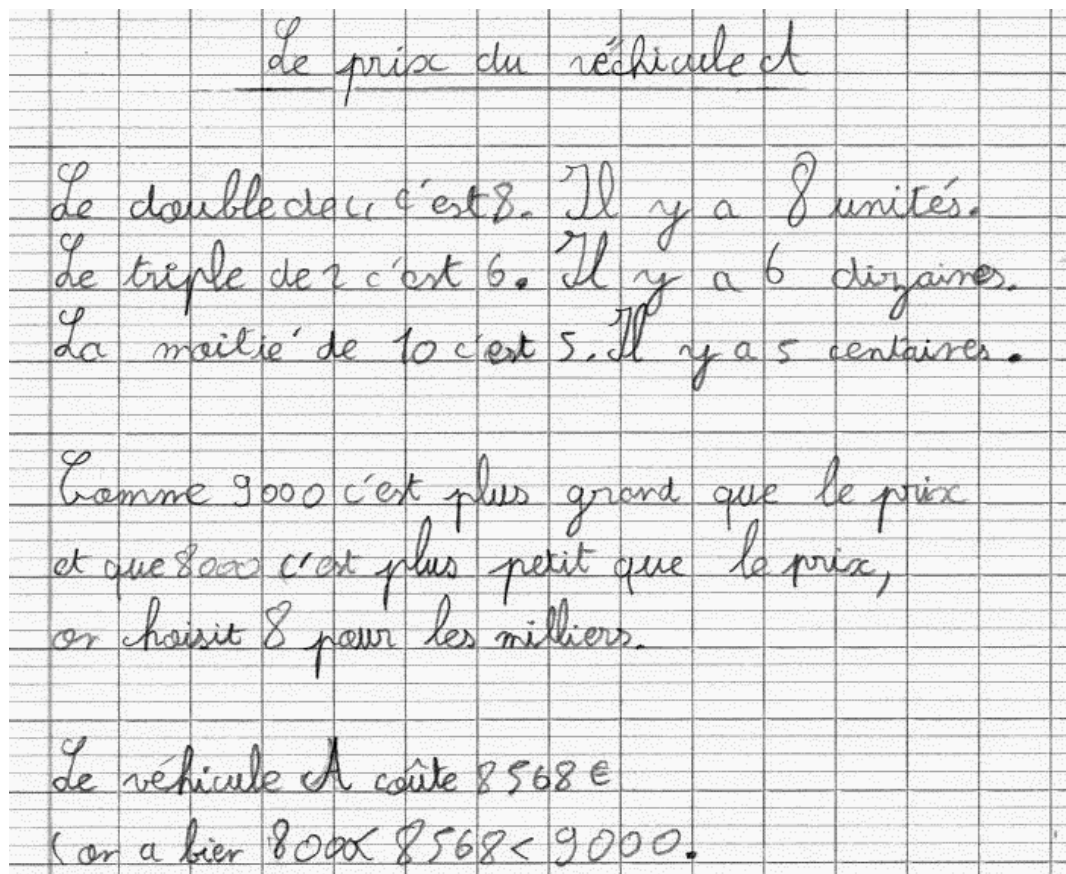 Le prix du véhicule A
Le double de 4 c'est 8. Il y a 8 unités.
Le triple de 2 c'est 6. Il y a 6 dizaines.
La moitié de 10 c'est 5. Il y a 5 centaines.
Comme 9000 c'est plus grand que le prix
et que 8000 c'est plus petit que le prix,
on hoisit 8 pour les milliers.
Le véhicule A coûte 8568 €
(on a bien 8000< 8568< 9000.